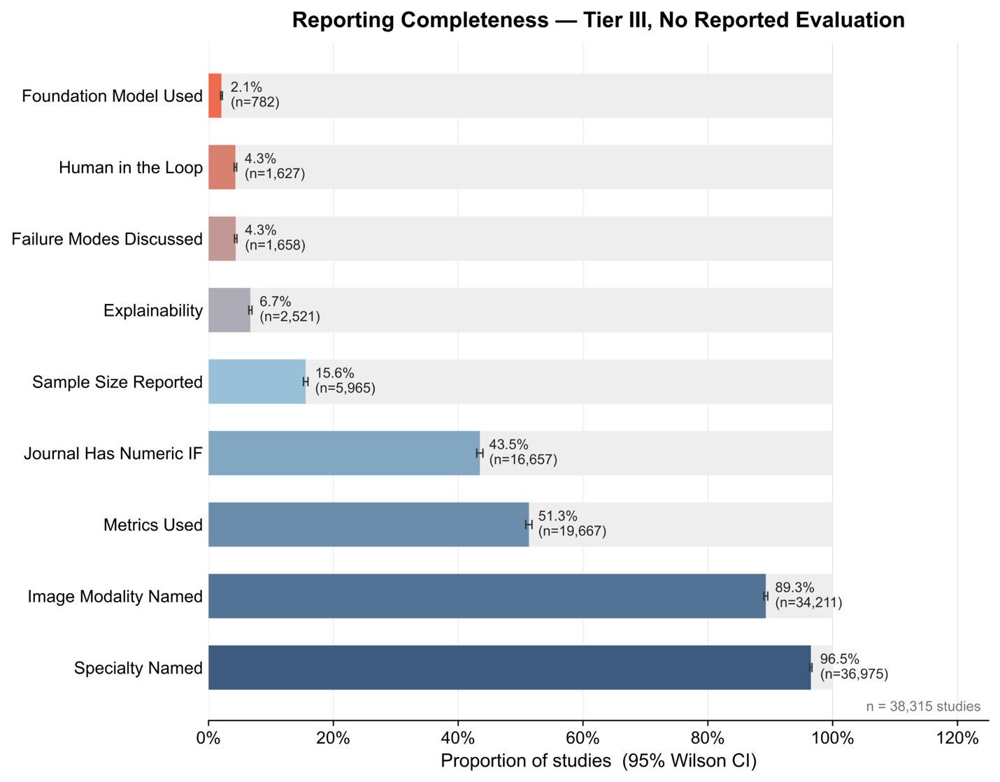 Reporting Completeness — Tier III, No Reported Evaluation
Foundation Model Used
2.1%
(n=782)
Human in the Loop
4.3%
(n=1,627)
Failure Modes Discussed
4.3%
(n=1,658)
Explainability
6.7%
(n=2,521)
Sample Size Reported
15.6%
(n=5,965)
Journal Has Numeric IF
43.5%
(n=16,657)
Metrics Used
51.3%
(n=19,667)
Image Modality Named
89.3%
(n=34,211)
Specialty Named
96.5%
(n=36,975)
n = 38,315 studies
0% 20% 40% 60% 80% 100% 120%
Proportion of studies (95% Wilson CI)